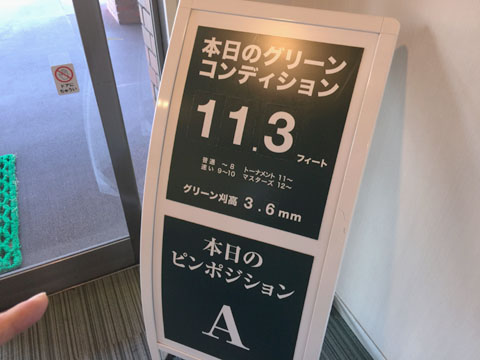 本日のグリーン
コンディション
11.3 フィート
普通 ～8 トーナメント 11～
速い 9～10 マスターズ 12～
グリーン刈高 3.6mm
本日の
ピンポジション
A